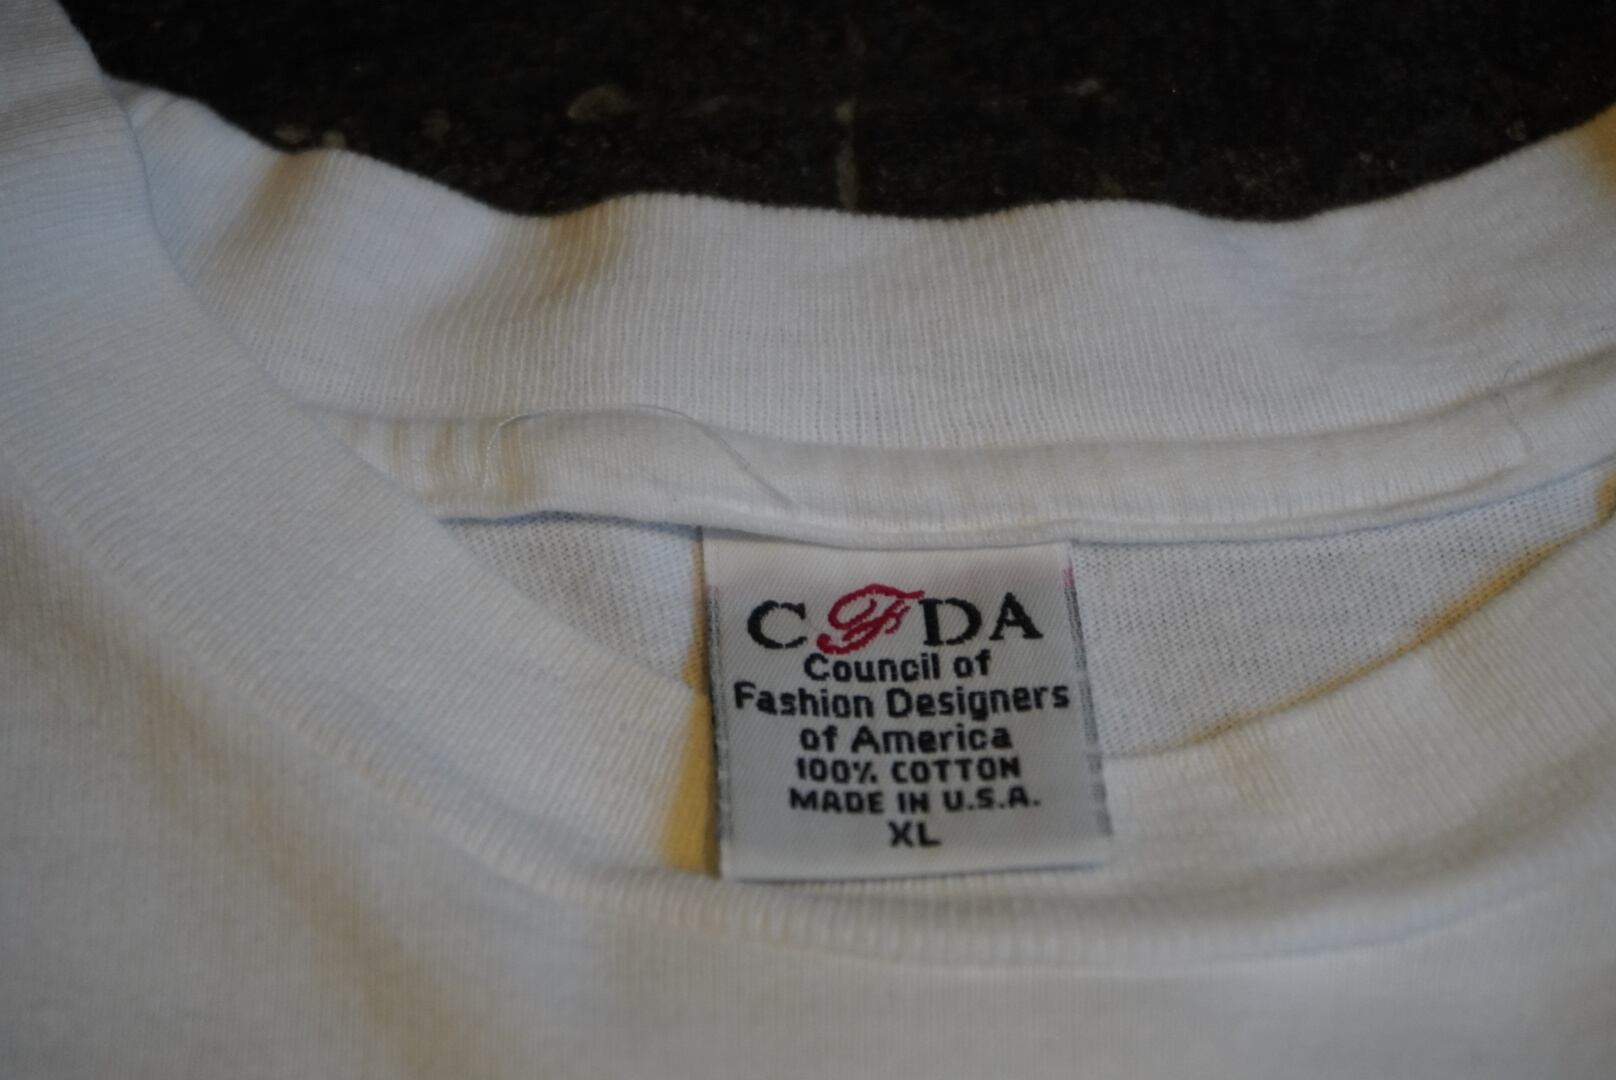 CFDA
Council of
Fashion Designers
of America
100% COTTON
MADE IN U.S.A.
XL